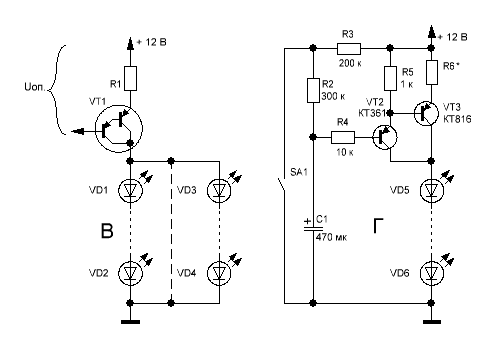 + 12 В
Uоп.
R1
VT1
VD1
VD3
В
VD2
VD4
+ 12 В
R3
200 к
R2
300 к
R5
1 к
R6*
VT2
КТ361
VT3
КТ816
R4
10 к
SA1
VD5
+
C1
470 мк
Г
VD6